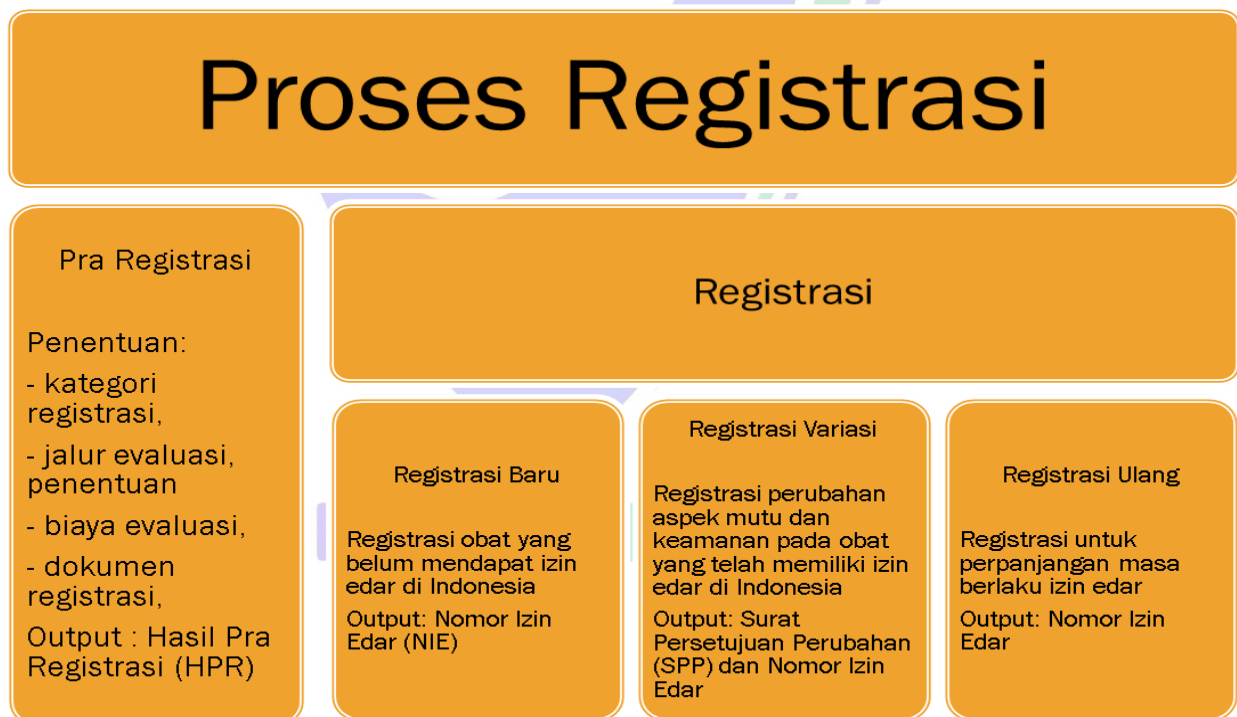 Proses Registrasi
Pra Registrasi
Penentuan:
- kategori
registrasi,
- jalur evaluasi,
penentuan
- biaya evaluasi,
- dokumen
registrasi,
Output : Hasil Pra
Registrasi (HPR)
Registrasi
Registrasi Baru
Registrasi obat yang
belum mendapat izin
edar di Indonesia
Output: Nomor Izin
Edar (NIE)
Registrasi Variasi
Registrasi perubahan
aspek mutu dan
keamanan pada obat
yang telah memiliki izin
edar di Indonesia
Output: Surat
Persetujuan Perubahan
(SPP) dan Nomor Izin
Edar
Registrasi Ulang
Registrasi untuk
perpanjangan masa
berlaku izin edar
Output: Nomor Izin
Edar